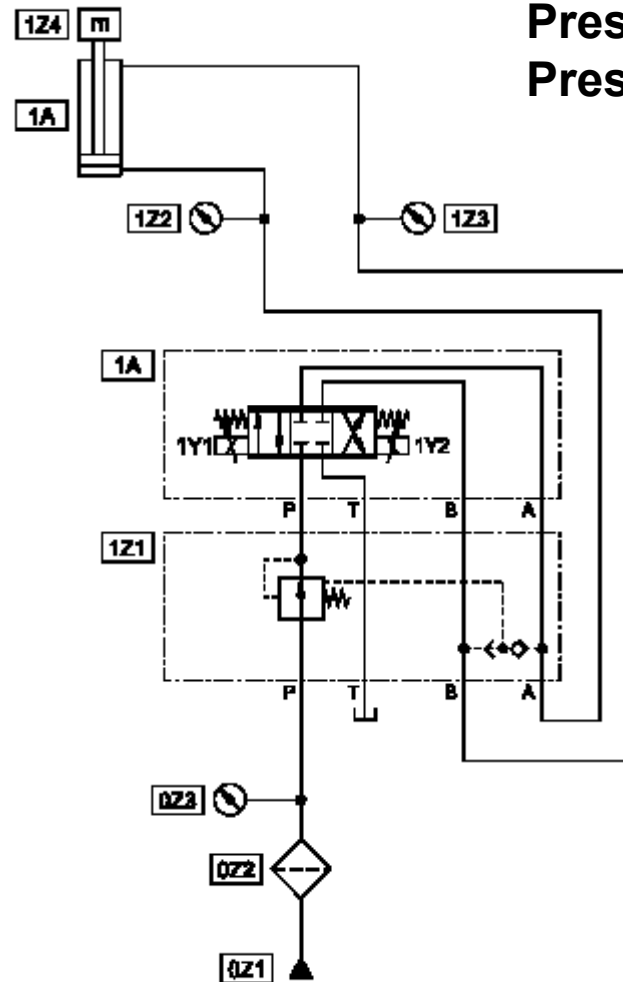 Pres
Pres
1Z4 m
1A
1Z2 1Z3
1A
1Y1 1Y2
P T B A
1Z1
P T B A
0Z3
0Z2
0Z1